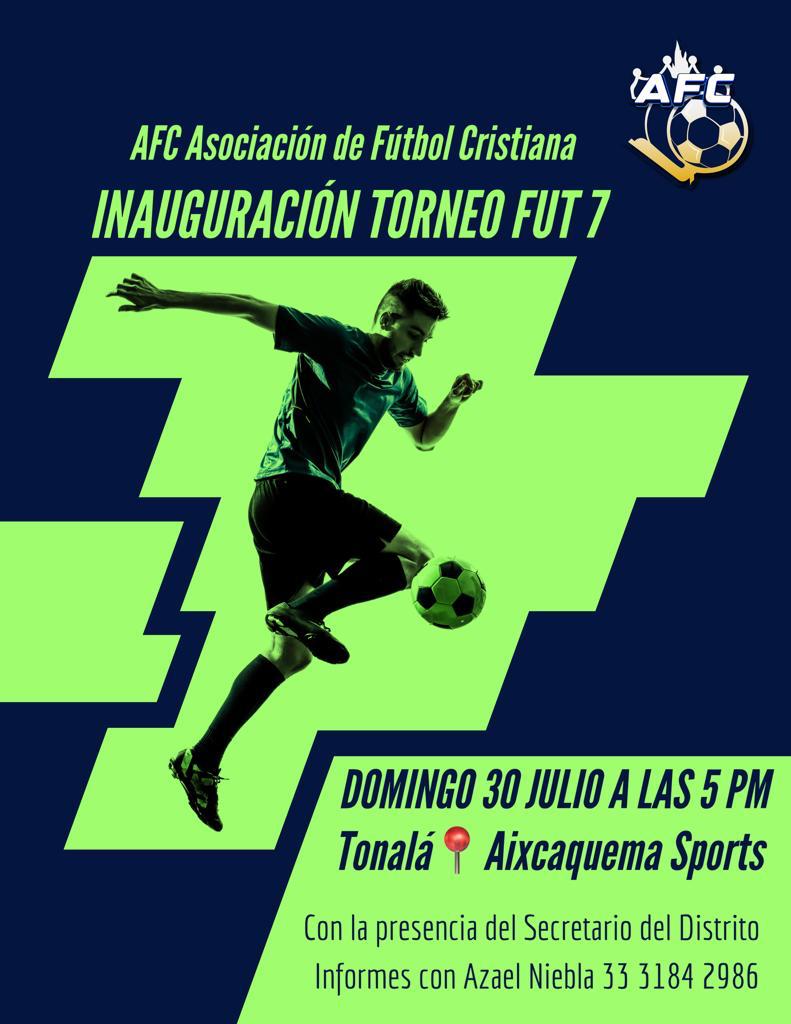 AFC
AFC Asociación de Fútbol Cristiana
INAUGURACIÓN TORNEO FUT 7
DOMINGO 30 JULIO A LAS 5 PM
Tonalá📍 Aixcaquema Sports
Con la presencia del Secretario del Distrito
Informes con Azael Niebla 33 3184 2986